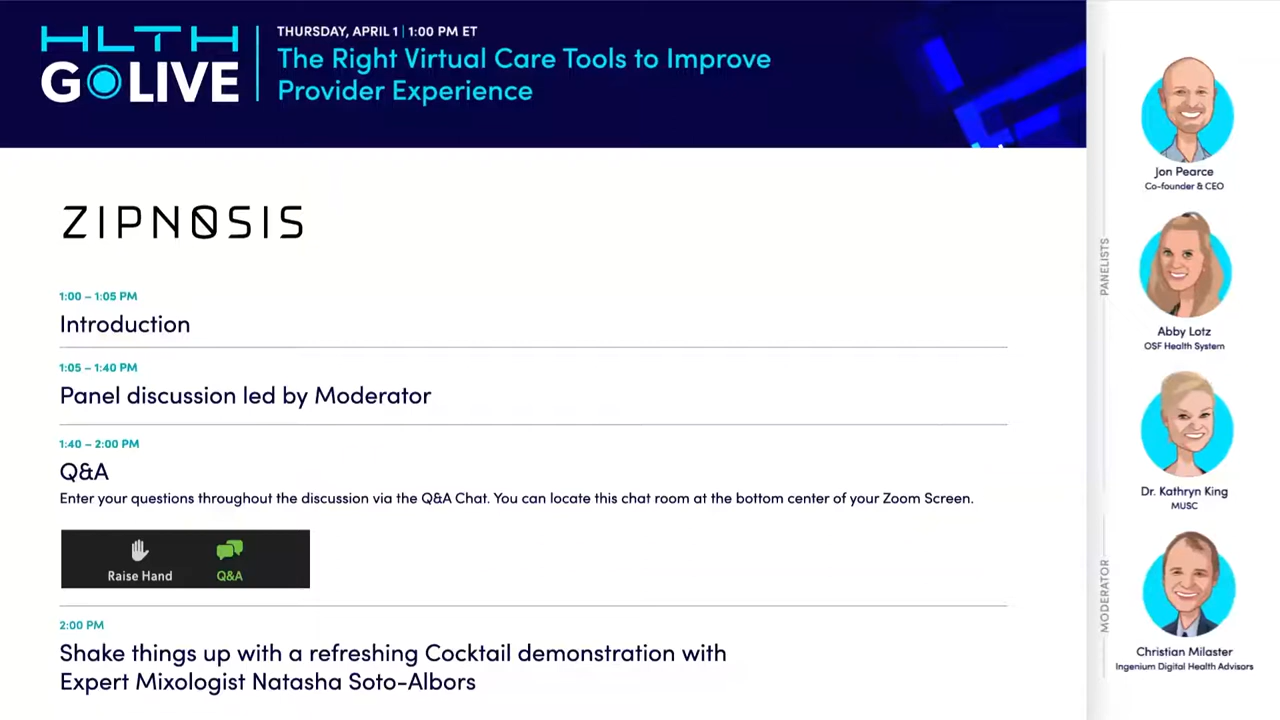 HLTH
GO LIVE
THURSDAY, APRIL 1 | 1:00 PM ET
The Right Virtual Care Tools to Improve
Provider Experience
ZIPNOSIS
1:00 – 1:05 PM
Introduction
1:05 – 1:40 PM
Panel discussion led by Moderator
1:40 – 2:00 PM
Q&A
Enter your questions throughout the discussion via the Q&A Chat. You can locate this chat room at the bottom center of your Zoom Screen.
Raise Hand
Q&A
2:00 PM
Shake things up with a refreshing Cocktail demonstration with
Expert Mixologist Natasha Soto-Albors
PANELISTS
Jon Pearce
Co-founder & CEO
Abby Lotz
OSF Health System
Dr. Kathryn King
MUSC
MODERATOR
Christian Milaster
Ingenium Digital Health Advisors